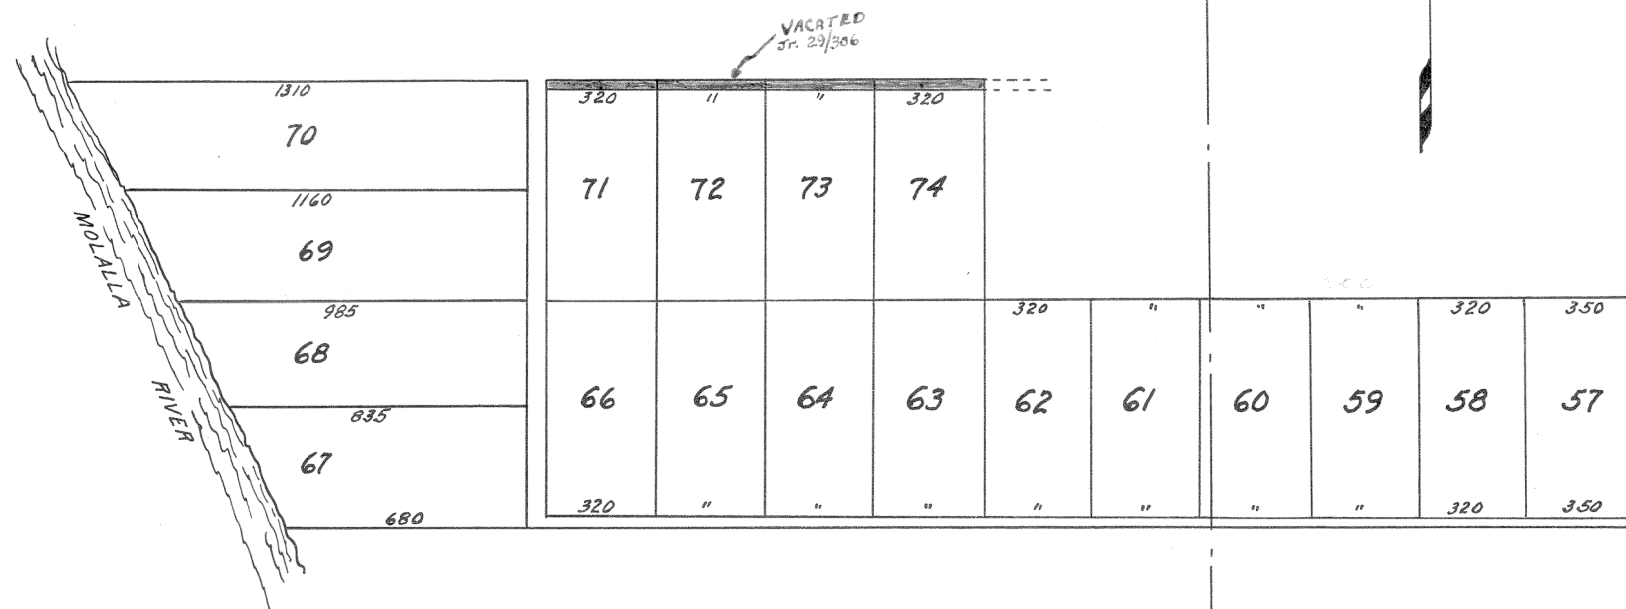 VACATED
Jr. 29/386
1310
70
1160
69
985
68
835
67
680
MOLALLA
RIVER
320 " " 320
71 72 73 74
320 " " " 320 350
66 65 64 63 62 61 60 59 58 57
320 " " " " " " " 320 350